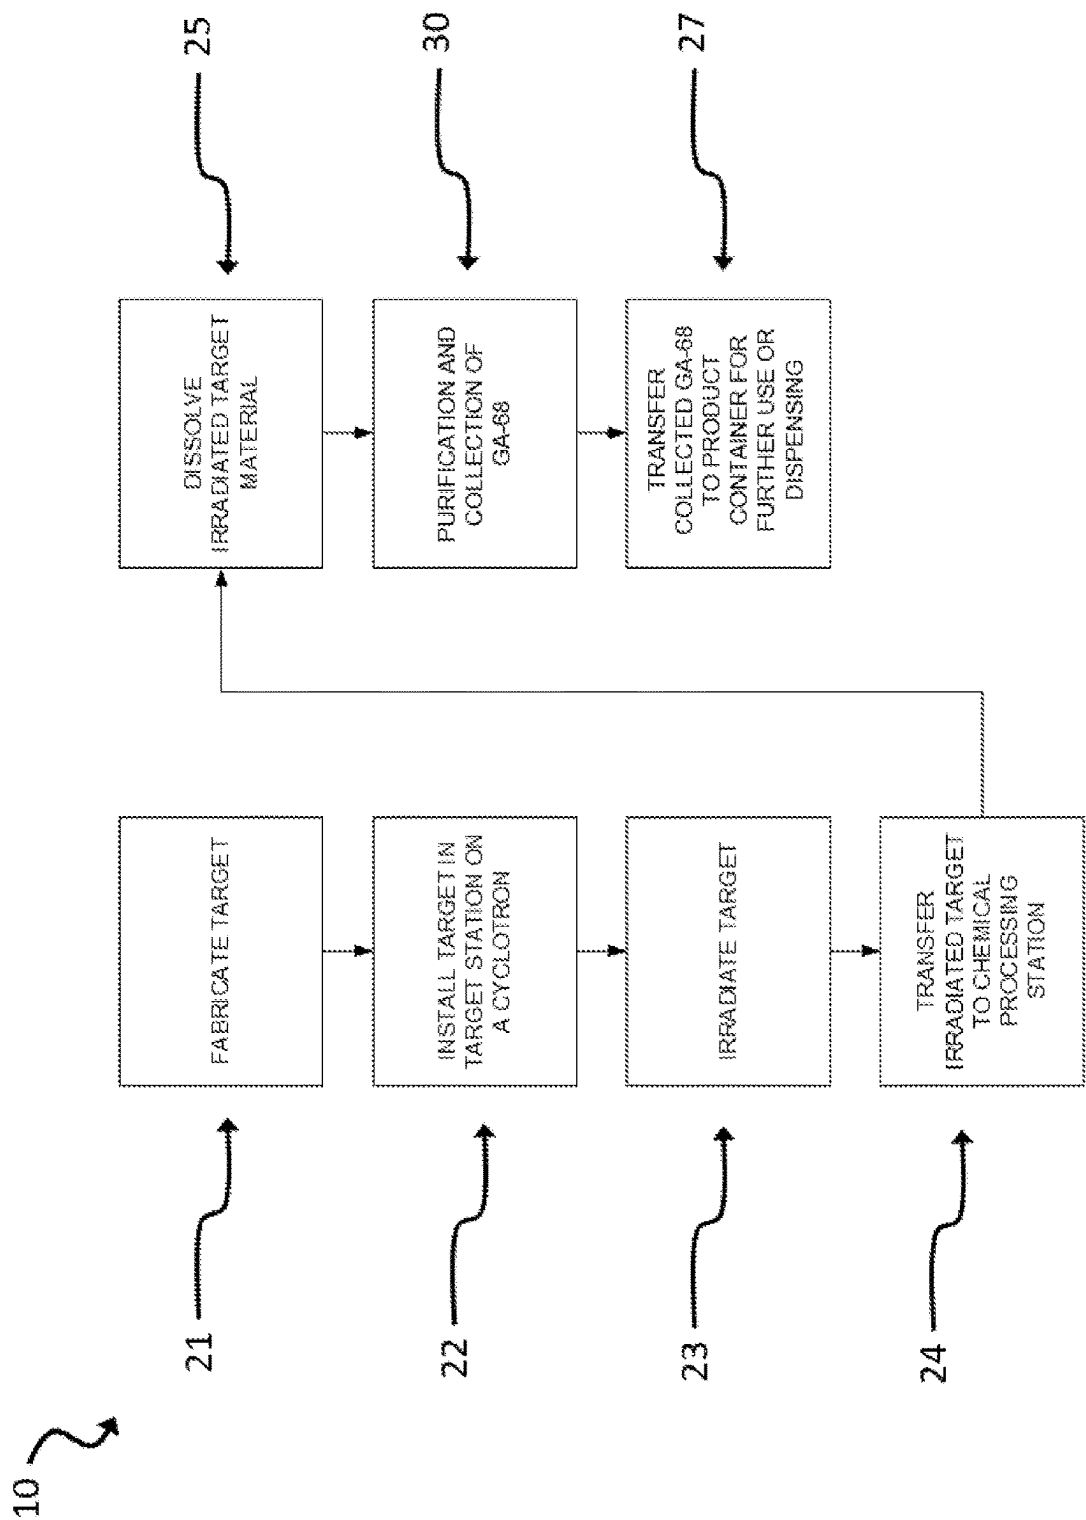 10
21
FABRICATE TARGET
22
INSTALL TARGET IN
TARGET STATION ON
A CYCLOTRON
23
IRRADIATE TARGET
24
TRANSFER
IRRADIATED TARGET
TO CHEMICAL
PROCESSING
STATION
25
DISSOLVE
IRRADIATED TARGET
MATERIAL
30
PURIFICATION AND
COLLECTION OF
GA-68
27
TRANSFER
COLLECTED GA-68
TO PRODUCT
CONTAINER FOR
FURTHER USE OR
DISPENSING